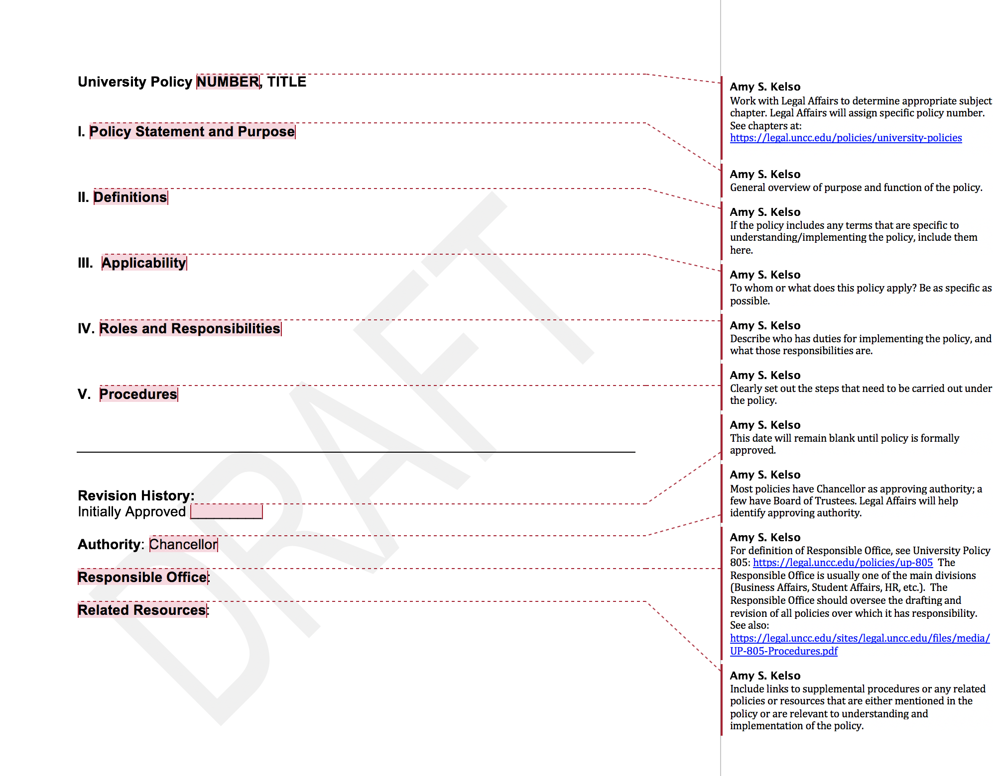 University Policy NUMBER, TITLE
I. Policy Statement and Purpose
II. Definitions
III. Applicability
IV. Roles and Responsibilities
V. Procedures
Revision History:
Initially Approved __________
Authority: Chancellor
Responsible Office:
Related Resources:
DRAFT
Amy S. Kelso
Work with Legal Affairs to determine appropriate subject
chapter. Legal Affairs will assign specific policy number.
See chapters at:
https://legal.uncc.edu/policies/university-policies
Amy S. Kelso
General overview of purpose and function of the policy.
Amy S. Kelso
If the policy includes any terms that are specific to
understanding/implementing the policy, include them
here.
Amy S. Kelso
To whom or what does this policy apply? Be as specific as
possible.
Amy S. Kelso
Describe who has duties for implementing the policy, and
what those responsibilities are.
Amy S. Kelso
Clearly set out the steps that need to be carried out under
the policy.
Amy S. Kelso
This date will remain blank until policy is formally
approved.
Amy S. Kelso
Most policies have Chancellor as approving authority; a
few have Board of Trustees. Legal Affairs will help
identify approving authority.
Amy S. Kelso
For definition of Responsible Office, see University Policy
805: https://legal.uncc.edu/policies/up-805 The
Responsible Office is usually one of the main divisions
(Business Affairs, Student Affairs, HR, etc.). The
Responsible Office should oversee the drafting and
revision of all policies over which it has responsibility.
See also:
https://legal.uncc.edu/sites/legal.uncc.edu/files/media/
UP-805-Procedures.pdf
Amy S. Kelso
Include links to supplemental procedures or any related
policies or resources that are either mentioned in the
policy or are relevant to understanding and
implementation of the policy.